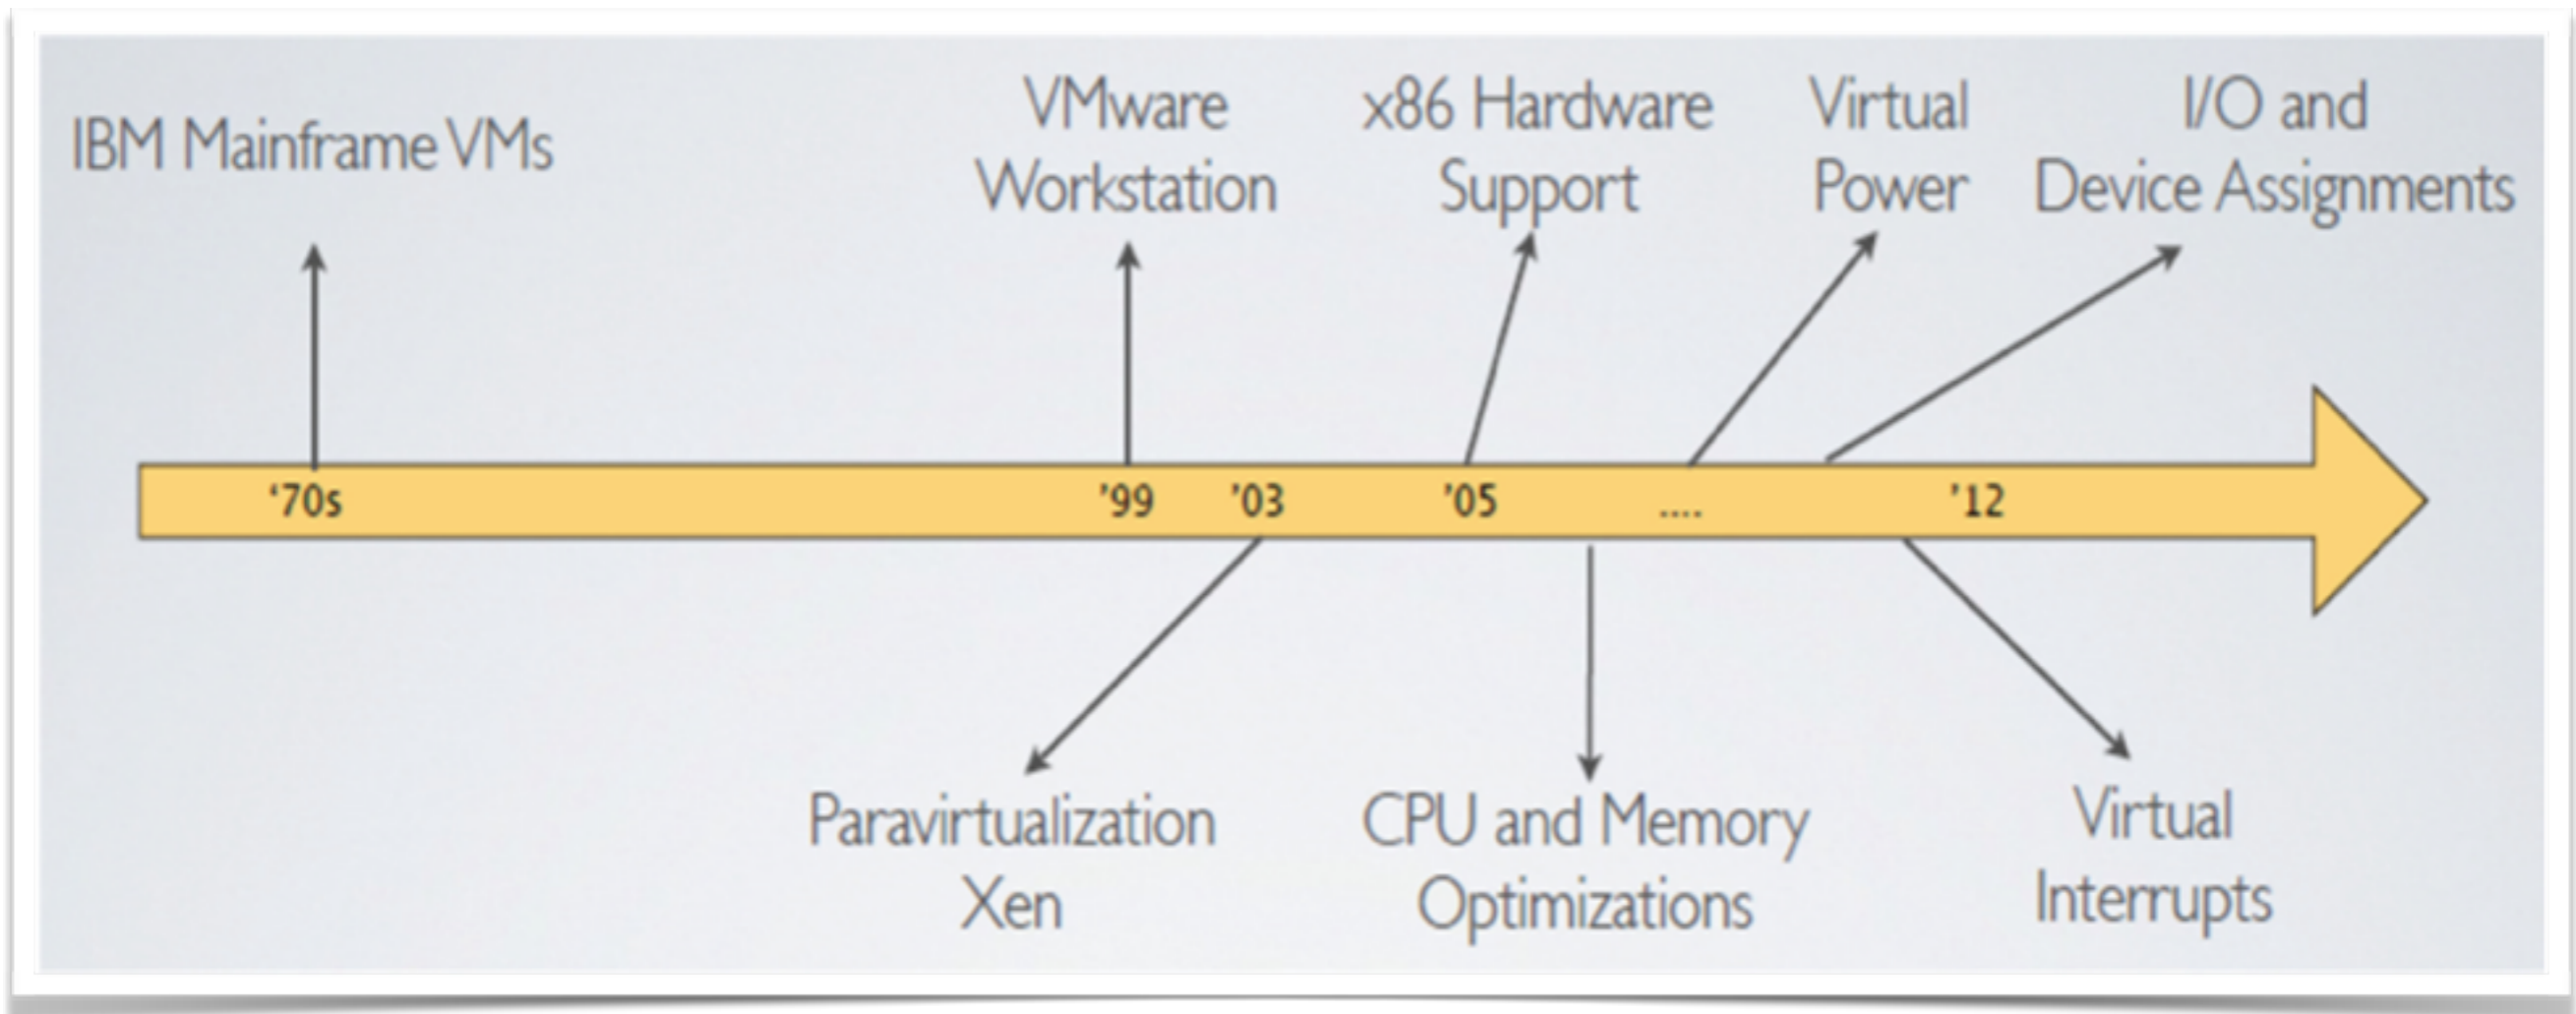 IBM Mainframe VMs
VMware
Workstation
x86 Hardware
Support
Virtual
Power
I/O and
Device Assignments
‘70s ’99 ’03 ’05 .... ’12
Paravirtualization
Xen
CPU and Memory
Optimizations
Virtual
Interrupts